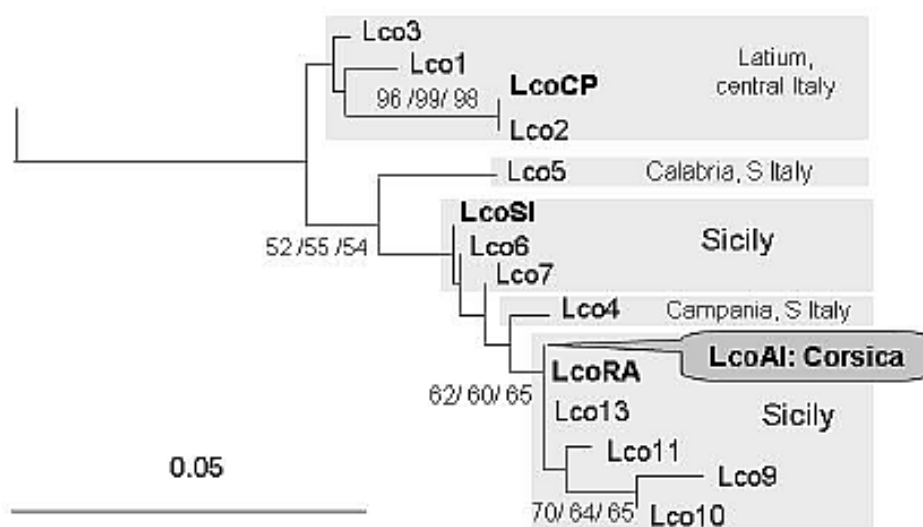 Lco3
Lco1
Latium,
central Italy
96 /99/ 98
LcoCP
Lco2
Lco5
Calabria, S Italy
LcoSI
52 /55 /54
Lco6
Sicily
Lco7
Lco4
Campania, S Italy
LcoAI: Corsica
LcoRA
62/ 60/ 65
Lco13
Sicily
Lco11
0.05
Lco9
70/ 64/ 65
Lco10